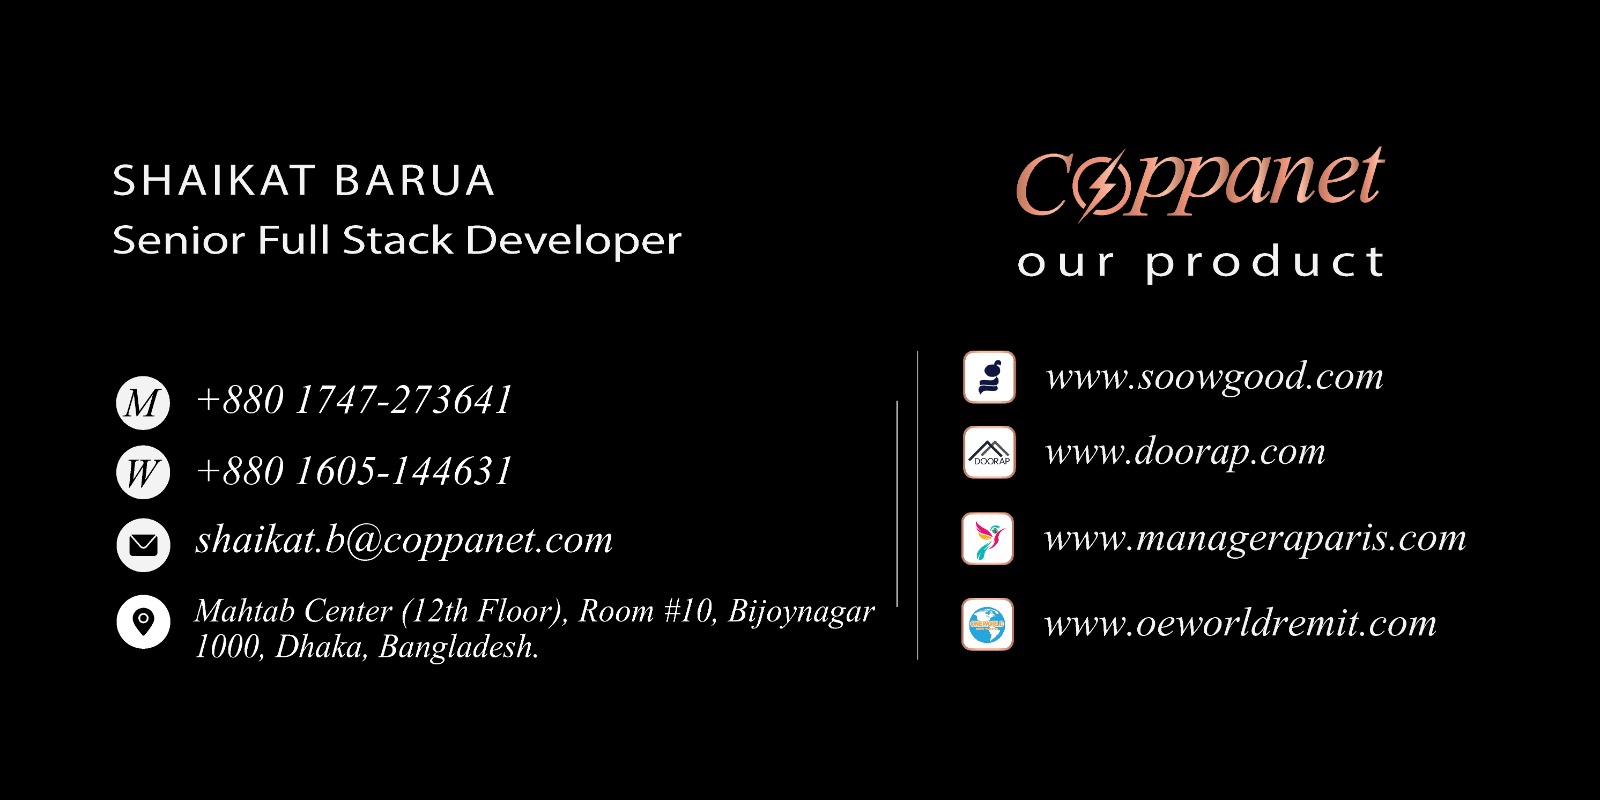 SHAIKAT BARUA
Senior Full Stack Developer
M +880 1747-273641
W +880 1605-144631
shaikat.b@coppanet.com
Mahtab Center (12th Floor), Room #10, Bijoynagar
1000, Dhaka, Bangladesh.
Coppanet
our product
www.soowgood.com
DOORAP www.doorap.com
www.manageraparis.com
www.oeworldremit.com